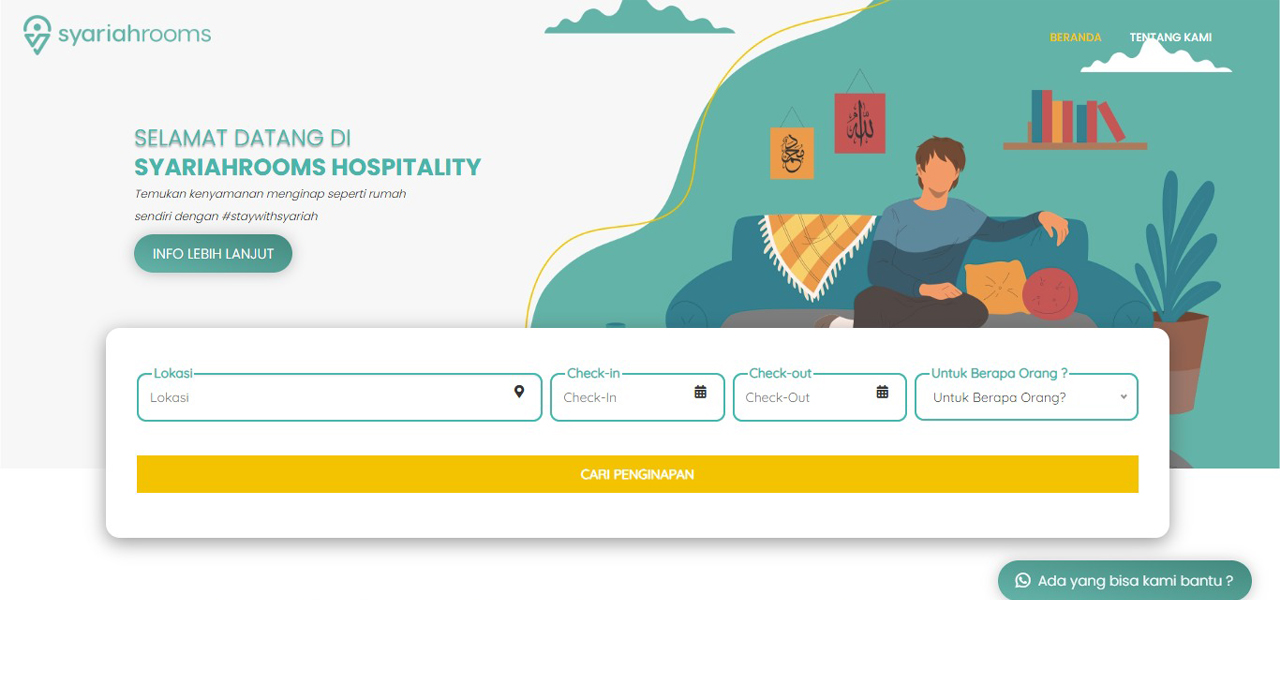 syariahrooms
BERANDA TENTANG KAMI
SELAMAT DATANG DI
SYARIAHROOMS HOSPITALITY
Temukan kenyamanan menginap seperti rumah
sendiri dengan #staywithsyariah
INFO LEBIH LANJUT
الله
محمد
Lokasi Check-in Check-out Untuk Berapa Orang ?
Lokasi Check-In Check-Out Untuk Berapa Orang?
CARI PENGINAPAN
Ada yang bisa kami bantu ?